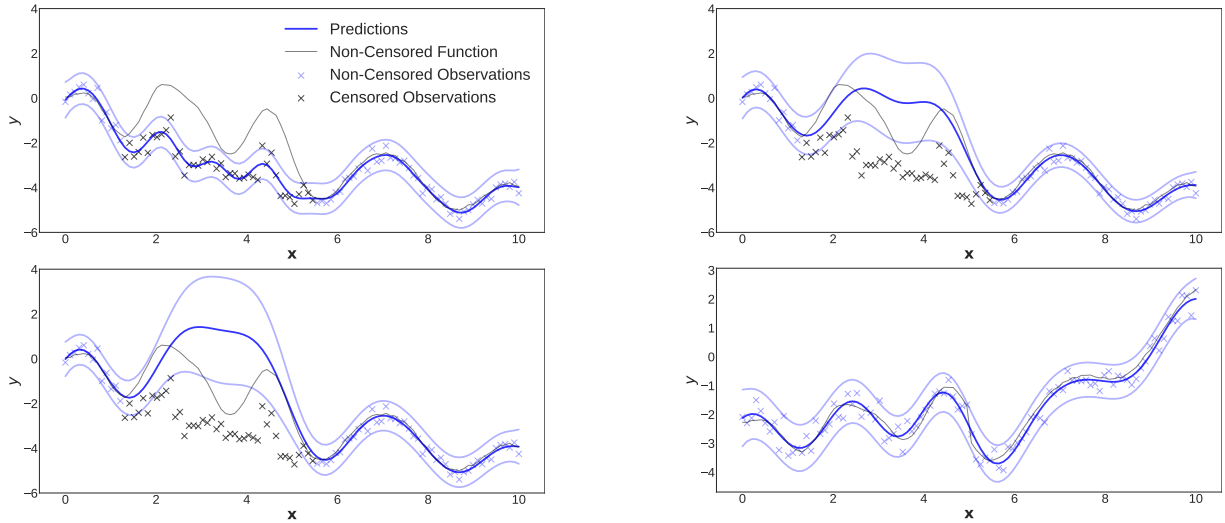 4
2
0
−2
−4
−6
y
0 2 4 6 8 10
x
Predictions
Non-Censored Function
Non-Censored Observations
Censored Observations
4
2
0
−2
−4
−6
y
0 2 4 6 8 10
x
4
2
0
−2
−4
−6
y
0 2 4 6 8 10
x
3
2
1
0
−1
−2
−3
−4
y
0 2 4 6 8 10
x